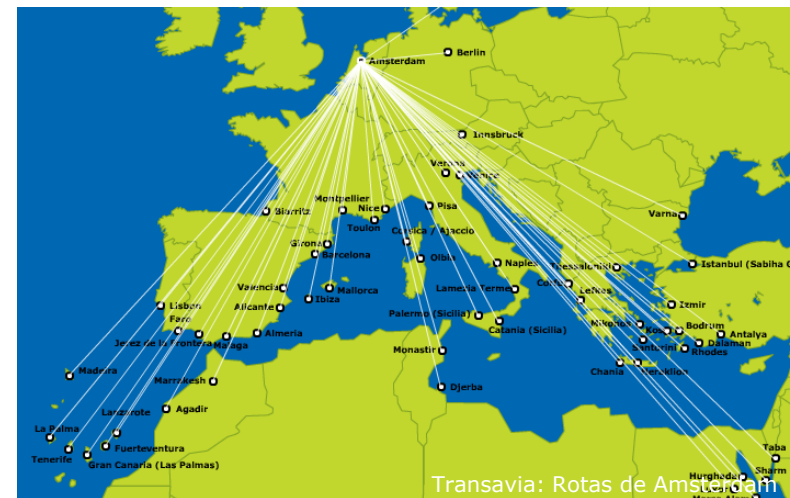 Berlin
Amsterdam
Innsbruck
Verona
Venice
Montpellier
Nice
Pisa
Biarritz
Toulon
Varna
Corsica / Ajaccio
Girona
Barcelona
Olbia
Naples
Thessaloniki
Istanbul (Sabiha G
Valencia
Mallorca
Lamezia Terme
Corfu
Lefkas
Ibiza
Lisbon
Alicante
Izmir
Faro
Palermo (Sicilia)
Mikonos
Kos
Bodrum
Jerez de la Frontera
Malaga
Almeria
Catania (Sicilia)
Antalya
Santorini
Dalaman
Monastir
Rhodes
Madeira
Marrakesh
Djerba
Chania
Heraklion
Lanzarote
Agadir
La Palma
Fuerteventura
Taba
Tenerife
Gran Canaria (Las Palmas)
Sharm
Hurghada
Transavia: Rotas de Amsterdam